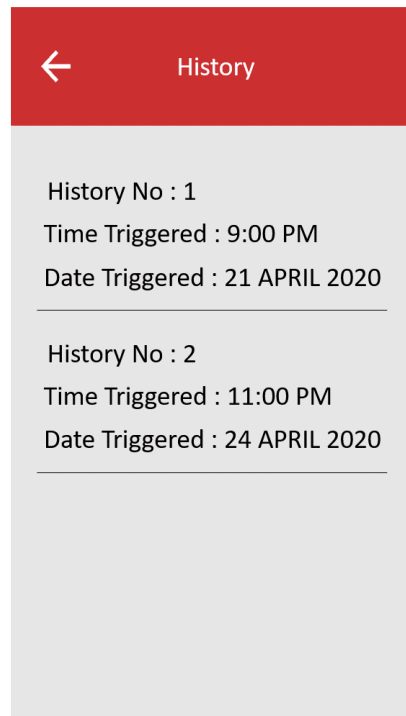 History
History No : 1
Time Triggered : 9:00 PM
Date Triggered : 21 APRIL 2020
History No : 2
Time Triggered : 11:00 PM
Date Triggered : 24 APRIL 2020